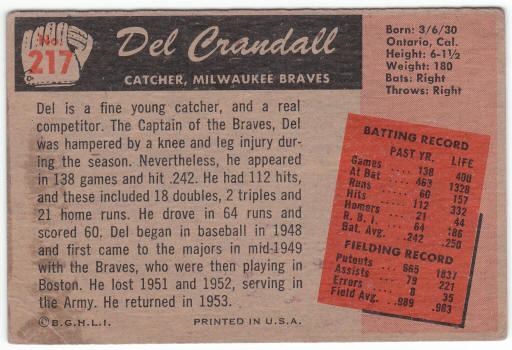 No.
217
Del Crandall
CATCHER, MILWAUKEE BRAVES
Born: 3/6/30
Ontario, Cal.
Height: 6-1½
Weight: 180
Bats: Right
Throws: Right
Del is a fine young catcher, and a real
competitor. The Captain of the Braves, Del
was hampered by a knee and leg injury dur-
ing the season. Nevertheless, he appeared
in 138 games and hit .242. He had 112 hits,
and these included 18 doubles, 2 triples and
21 home runs. He drove in 64 runs and
scored 60. Del began in baseball in 1948
and first came to the majors in mid-1949
with the Braves, who were then playing in
Boston. He lost 1951 and 1952, serving in
the Army. He returned in 1953.
BATTING RECORD
PAST YR. LIFE
Games .... 138 400
At Bat .... 463 1328
Runs .... 60 157
Hits .... 112 332
Homers ... 21 44
R. B. I. .... 64 186
Bat. Avg. .. .242 .250
FIELDING RECORD
Putouts .... 665 1837
Assists .... 79 221
Errors .... 8 35
Field Avg. .. .989 .983
©B.G.H.L.I. PRINTED IN U.S.A.